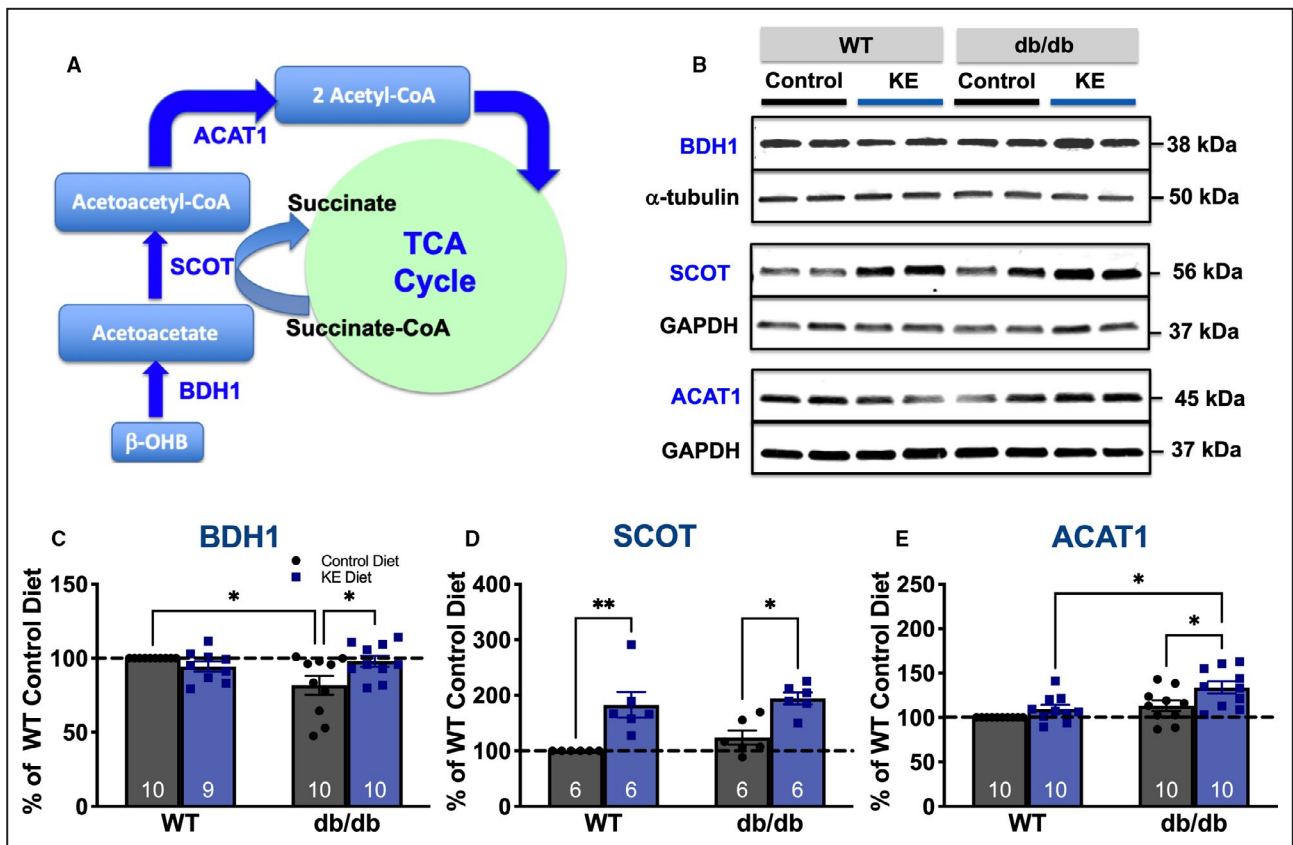 A
2 Acetyl-CoA
ACAT1
Acetoacetyl-CoA
Succinate
SCOT
TCA
Cycle
Succinate-CoA
Acetoacetate
BDH1
β-OHB
B
WT db/db
Control KE Control KE
BDH1 38 kDa
α-tubulin 50 kDa
SCOT 56 kDa
GAPDH 37 kDa
ACAT1 45 kDa
GAPDH 37 kDa
C BDH1
Control Diet
KE Diet
% of WT Control Diet
150
100
50
0
* *
10 9 10 10
WT db/db
D SCOT
% of WT Control Diet
400
300
200
100
0
** *
6 6 6 6
WT db/db
E ACAT1
% of WT Control Diet
250
200
150
100
50
0
*
*
10 10 10 10
WT db/db